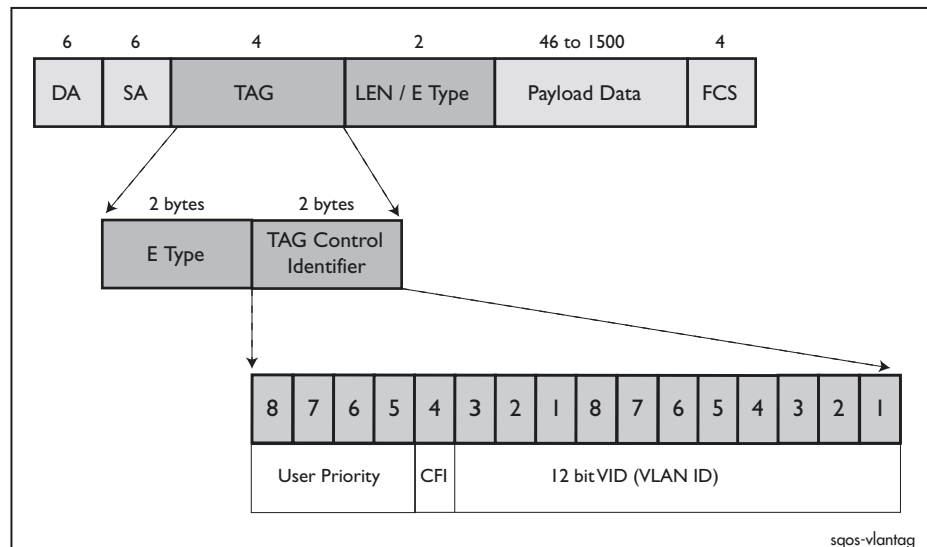 6 6 4 2 46 to 1500 4
DA SA TAG LEN / E Type Payload Data FCS
2 bytes 2 bytes
E Type TAG Control
Identifier
8 7 6 5 4 3 2 1 8 7 6 5 4 3 2 1
User Priority CFI 12 bit VID (VLAN ID)
sqos-vlantag